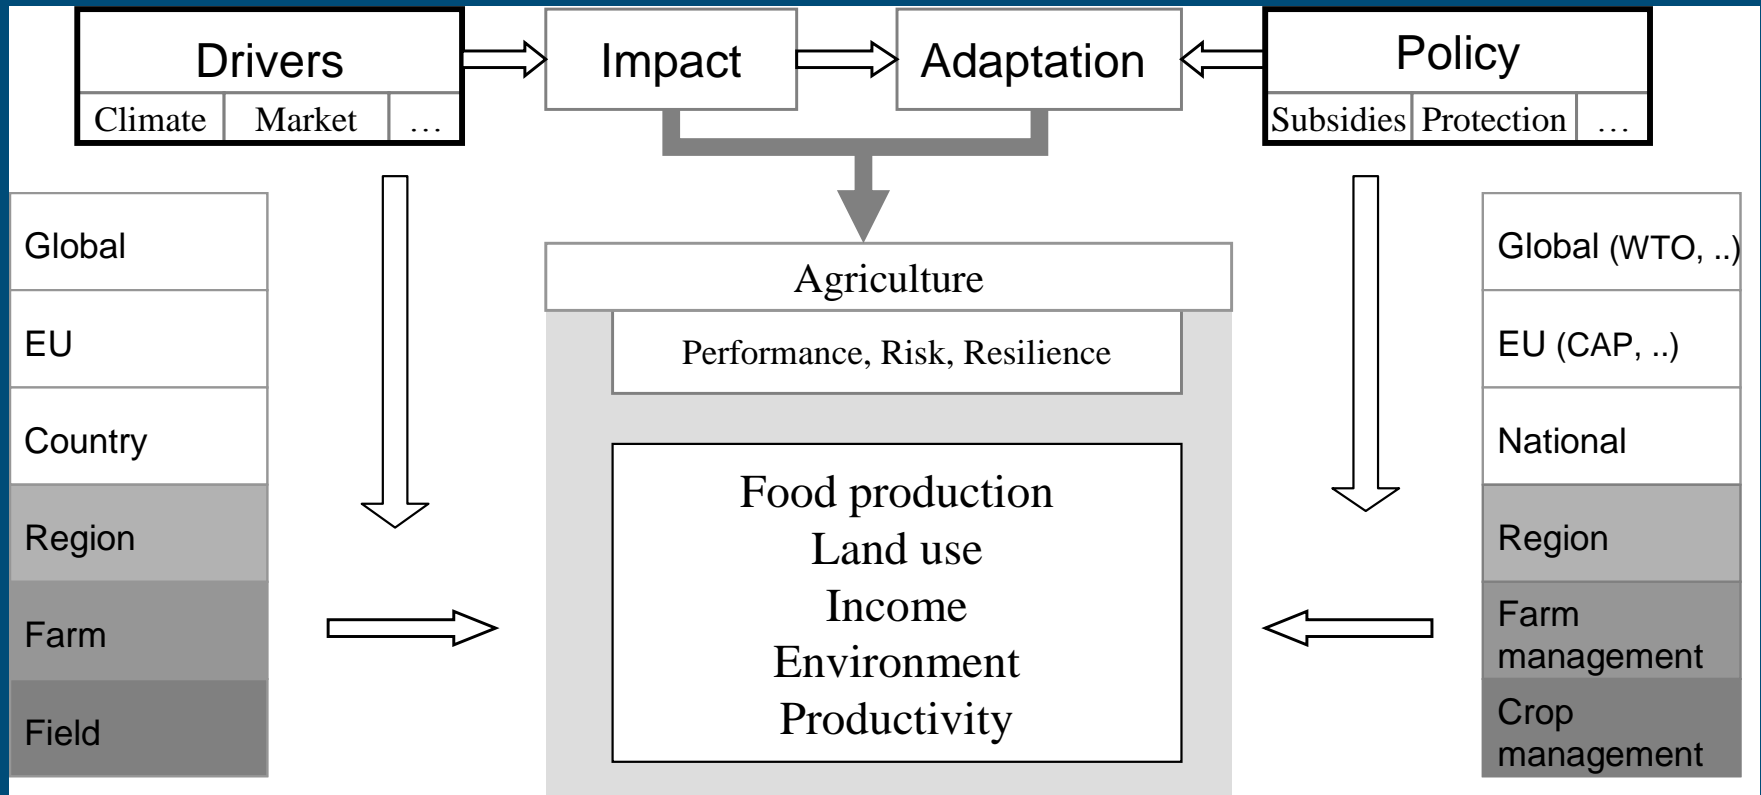 Drivers
Climate
Market
…
Impact
Adaptation
Policy
Subsidies
Protection
…
Global
EU
Country
Region
Farm
Field
Agriculture
Performance, Risk, Resilience
Food production
Land use
Income
Environment
Productivity
Global (WTO, ..)
EU (CAP, ..)
National
Region
Farm
management
Crop
management